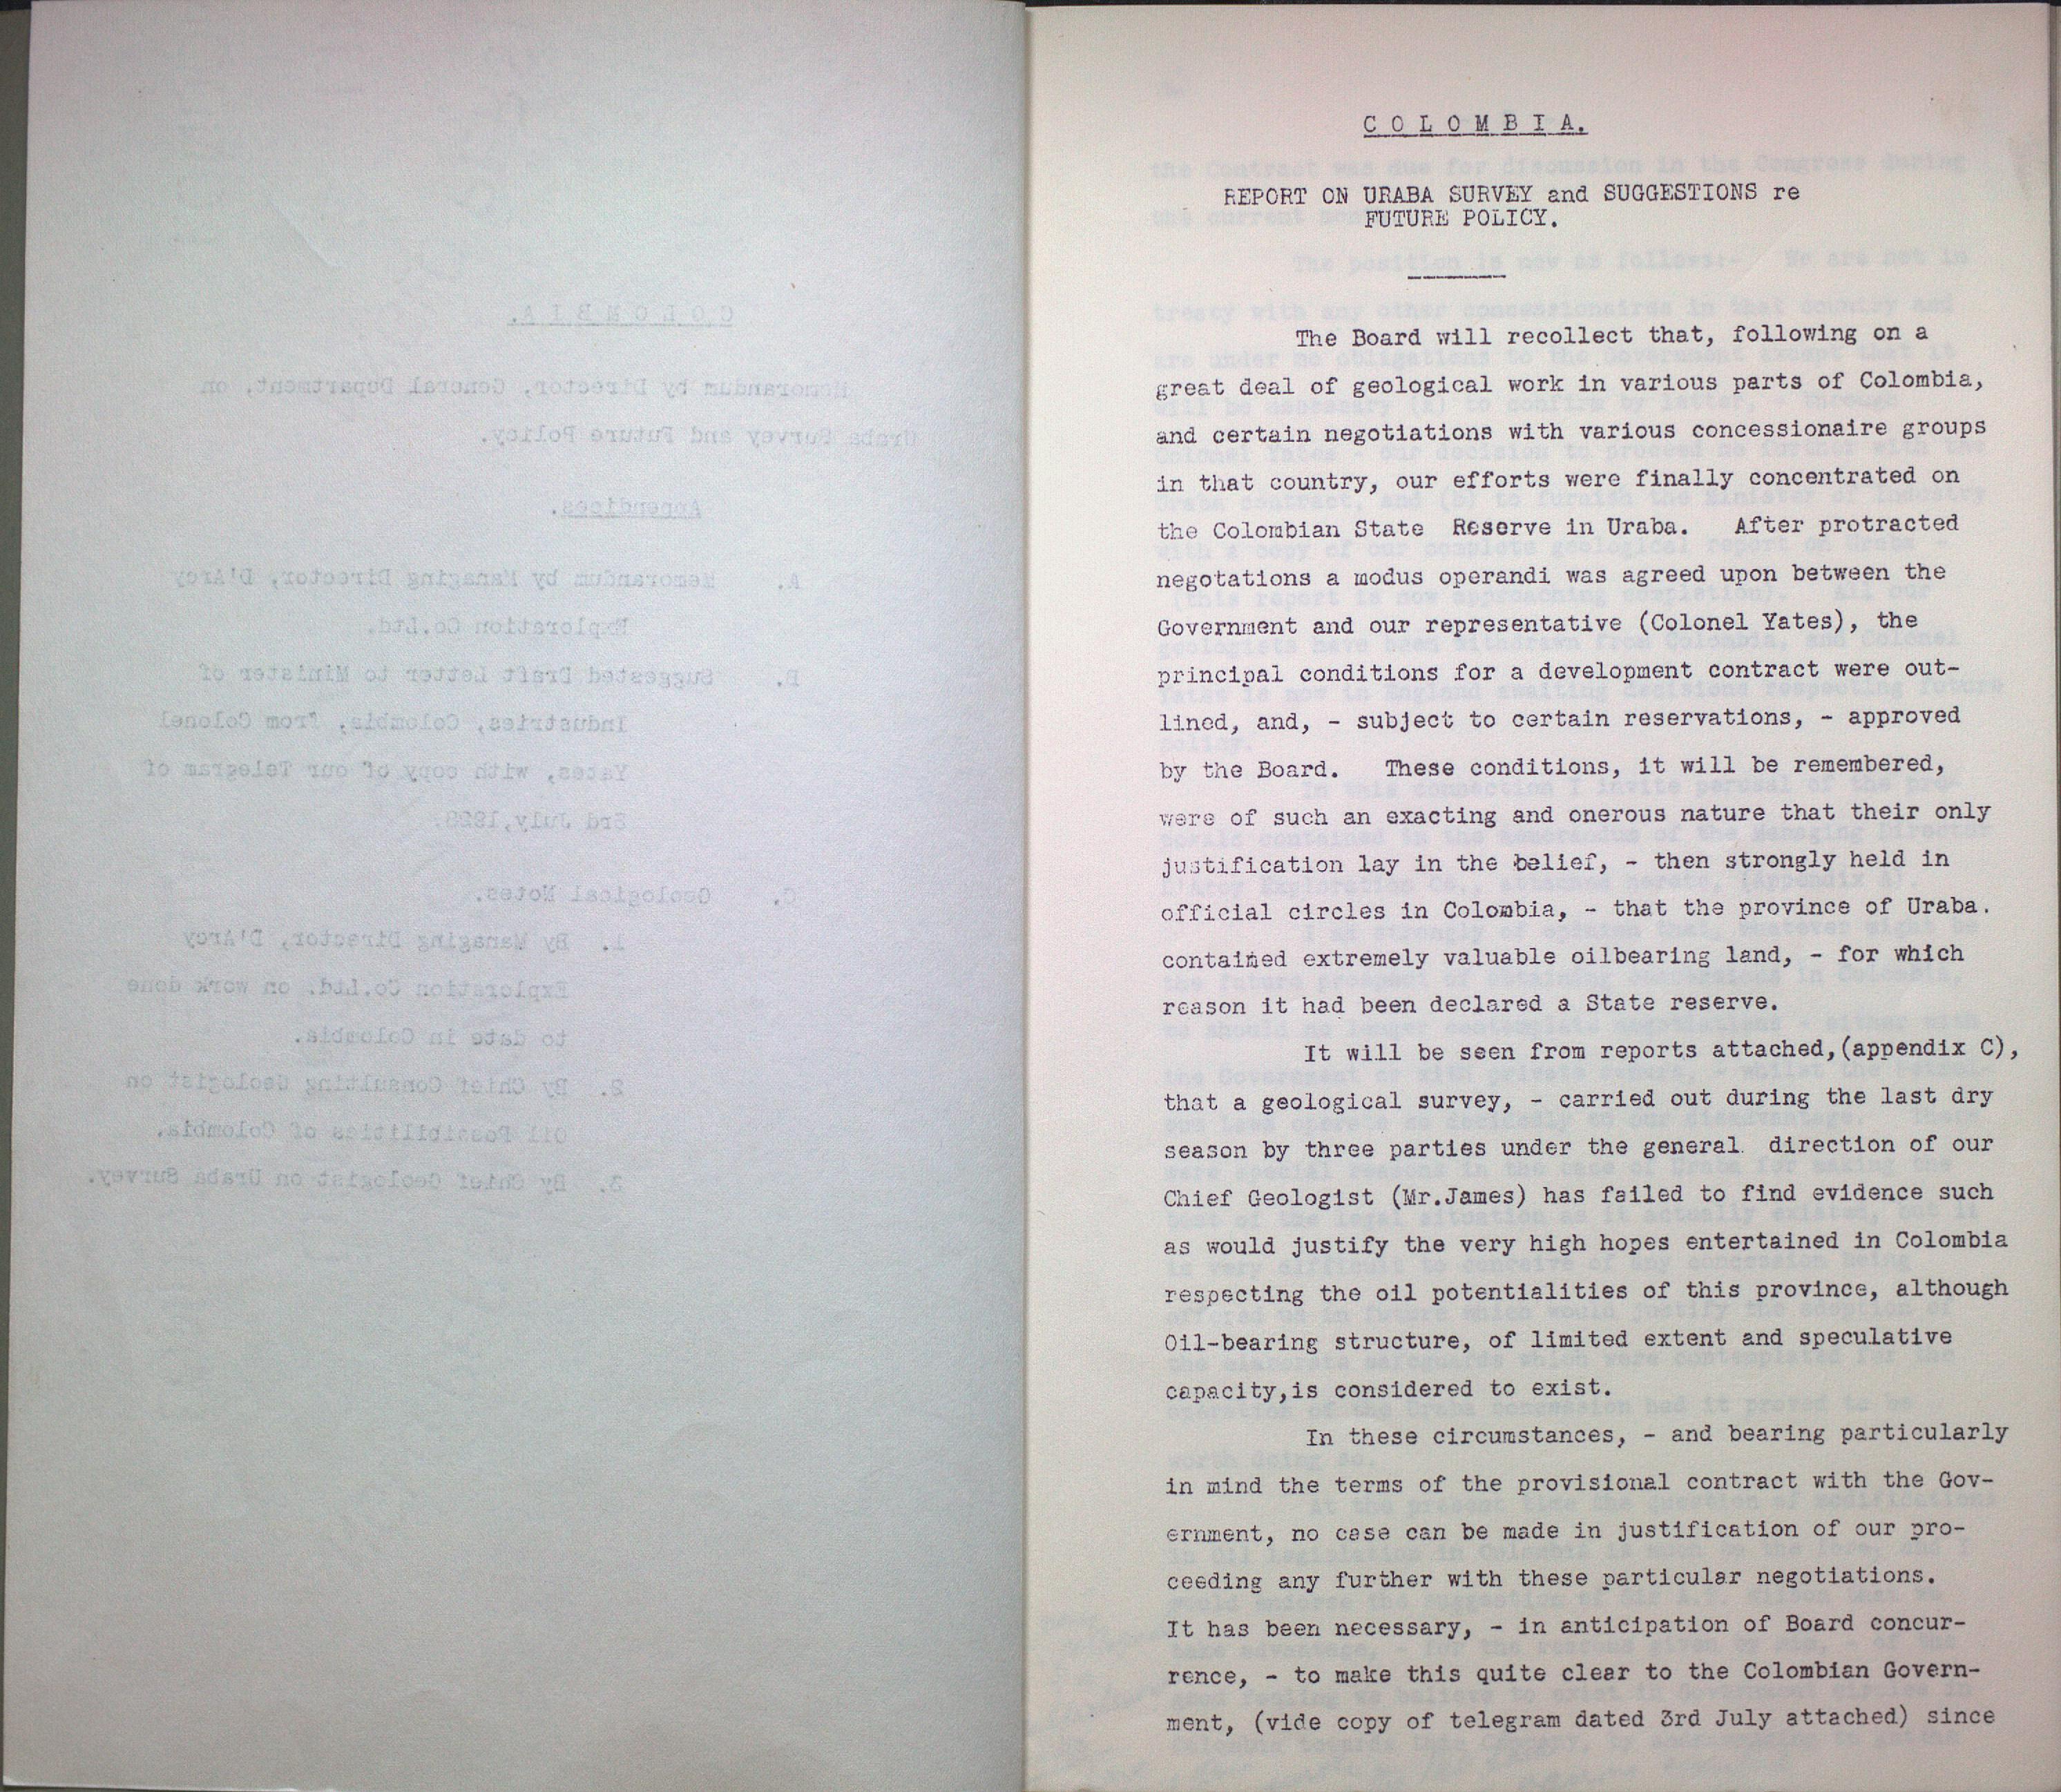 C O L O M B I A.
REPORT ON URABA SURVEY and SUGGESTIONS re
FUTURE POLICY.
The Board will recollect that, following on a
great deal of geological work in various parts of Colombia,
and certain negotiations with various concessionaire groups
in that country, our efforts were finally concentrated on
the Colombian State Reserve in Uraba. After protracted
negotations a modus operandi was agreed upon between the
Government and our representative (Colonel Yates), the
principal conditions for a development contract were out-
lined, and, - subject to certain reservations, - approved
by the Board. These conditions, it will be remembered,
were of such an exacting and onerous nature that their only
justification lay in the belief, - then strongly held in
official circles in Colombia, - that the province of Uraba.
contained extremely valuable oilbearing land, - for which
reason it had been declared a State reserve.
It will be seen from reports attached,(appendix C),
that a geological survey, - carried out during the last dry
season by three parties under the general direction of our
Chief Geologist (Mr.James) has failed to find evidence such
as would justify the very high hopes entertained in Colombia
respecting the oil potentialities of this province, although
Oil-bearing structure, of limited extent and speculative
capacity,is considered to exist.
In these circumstances, - and bearing particularly
in mind the terms of the provisional contract with the Gov-
ernment, no case can be made in justification of our pro-
ceeding any further with these particular negotiations.
It has been necessary, - in anticipation of Board concur-
rence, - to make this quite clear to the Colombian Govern-
ment, (vide copy of telegram dated 3rd July attached) since